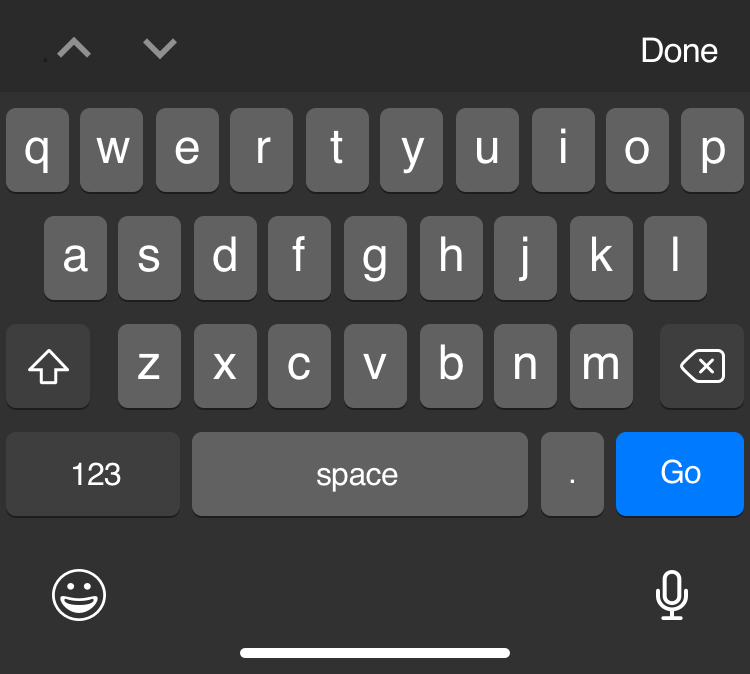 Done
q w e r t y u i o p
a s d f g h j k l
z x c v b n m
123 space . Go